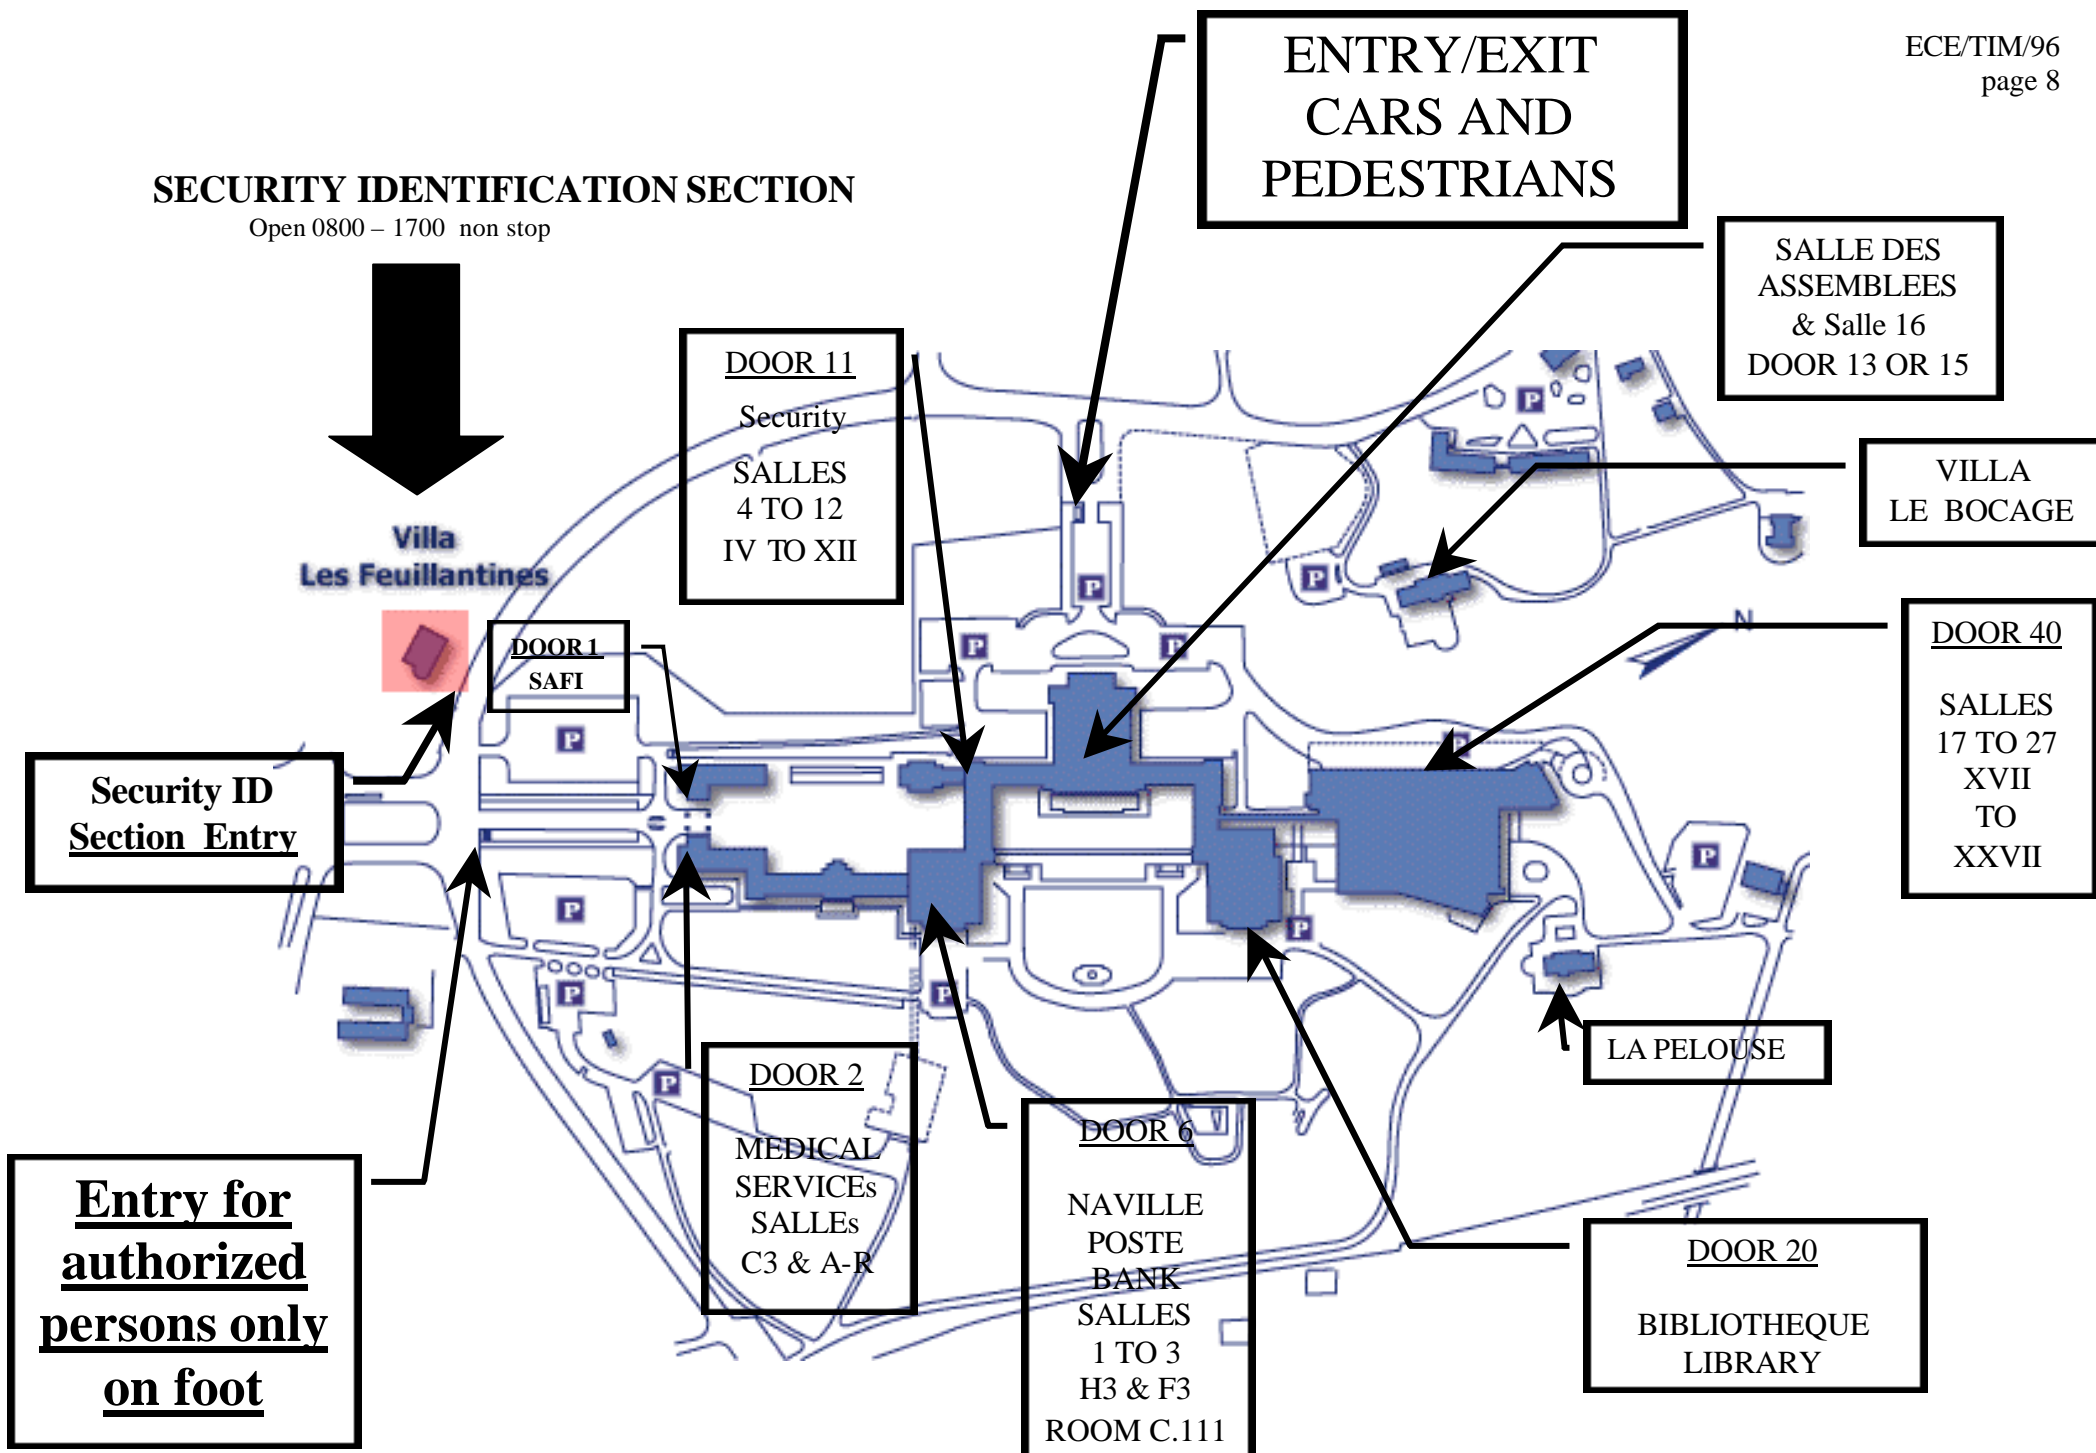 ECE/TIM/96
page 8
ENTRY/EXIT
CARS AND
PEDESTRIANS
SECURITY IDENTIFICATION SECTION
Open 0800 – 1700 non stop
SALLE DES
ASSEMBLEES
& Salle 16
DOOR 13 OR 15
DOOR 11
Security
SALLES
4 TO 12
IV TO XII
P
VILLA
LE BOCAGE
Villa
Les Feuillantines
P
P
N
DOOR 1
SAFI
P
P
DOOR 40
SALLES
17 TO 27
XVII
TO
XXVII
P
P
Security ID
Section Entry
P
P
P
P
P
LA PELOUSE
P
DOOR 2
MEDICAL
SERVICEs
SALLEs
C3 & A-R
DOOR 6
NAVILLE
POSTE
BANK
SALLES
1 TO 3
H3 & F3
ROOM C.111
Entry for
authorized
persons only
on foot
DOOR 20
BIBLIOTHEQUE
LIBRARY